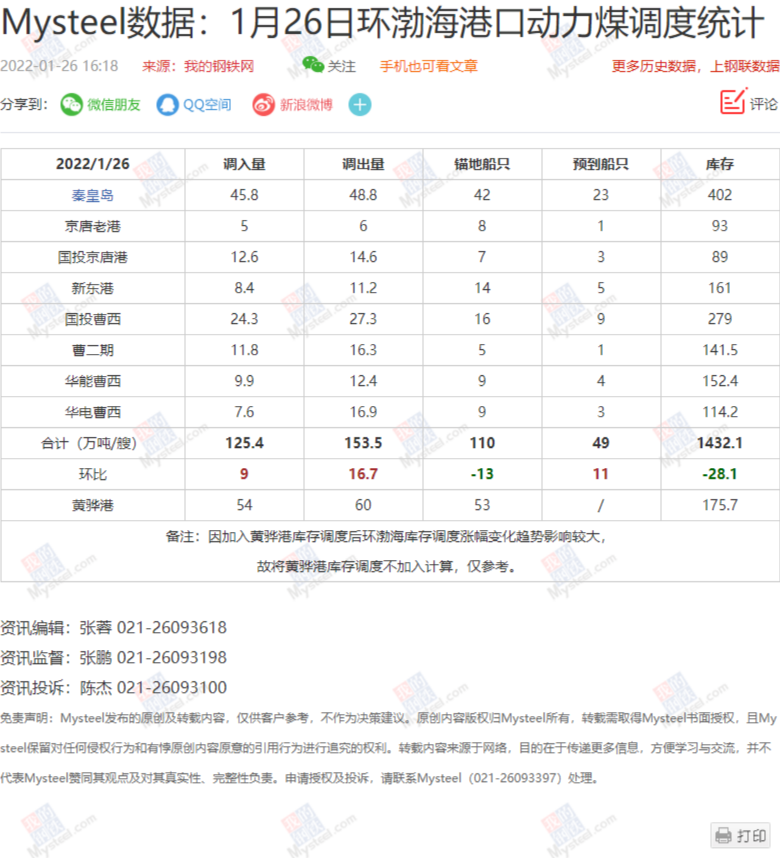 Mysteel数据：1月26日环渤海港口动力煤调度统计
2022-01-26 16:18 来源：我的钢铁网 关注 手机也可看文章 更多历史数据，上钢联数据
分享到： 微信朋友 QQ空间 新浪微博 评论
2022/1/26 调入量 调出量 锚地船只 预到船只 库存
秦皇岛 45.8 48.8 42 23 402
京唐老港 5 6 8 1 93
国投京唐港 12.6 14.6 7 3 89
新东港 8.4 11.2 14 5 161
国投曹西 24.3 27.3 16 9 279
曹二期 11.8 16.3 5 1 141.5
华能曹西 9.9 12.4 9 4 152.4
华电曹西 7.6 16.9 9 3 114.2
合计（万吨/艘） 125.4 153.5 110 49 1432.1
环比 9 16.7 -13 11 -28.1
黄骅港 54 60 53 / 175.7
备注：因加入黄骅港库存调度后环渤海库存调度涨幅变化趋势影响较大，
故将黄骅港库存调度不加入计算，仅参考。
资讯编辑：张蓉 021-26093618
资讯监督：张鹏 021-26093198
资讯投诉：陈杰 021-26093100
免责声明：Mysteel发布的原创及转载内容，仅供客户参考，不作为决策建议。原创内容版权归Mysteel所有，转载需取得Mysteel书面授权，且My
steel保留对任何侵权行为和有悖原创内容原意的引用行为进行追究的权利。转载内容来源于网络，目的在于传递更多信息，方便学习与交流，并不
代表Mysteel赞同其观点及对其真实性、完整性负责。申请授权及投诉，请联系Mysteel（021-26093397）处理。
打印